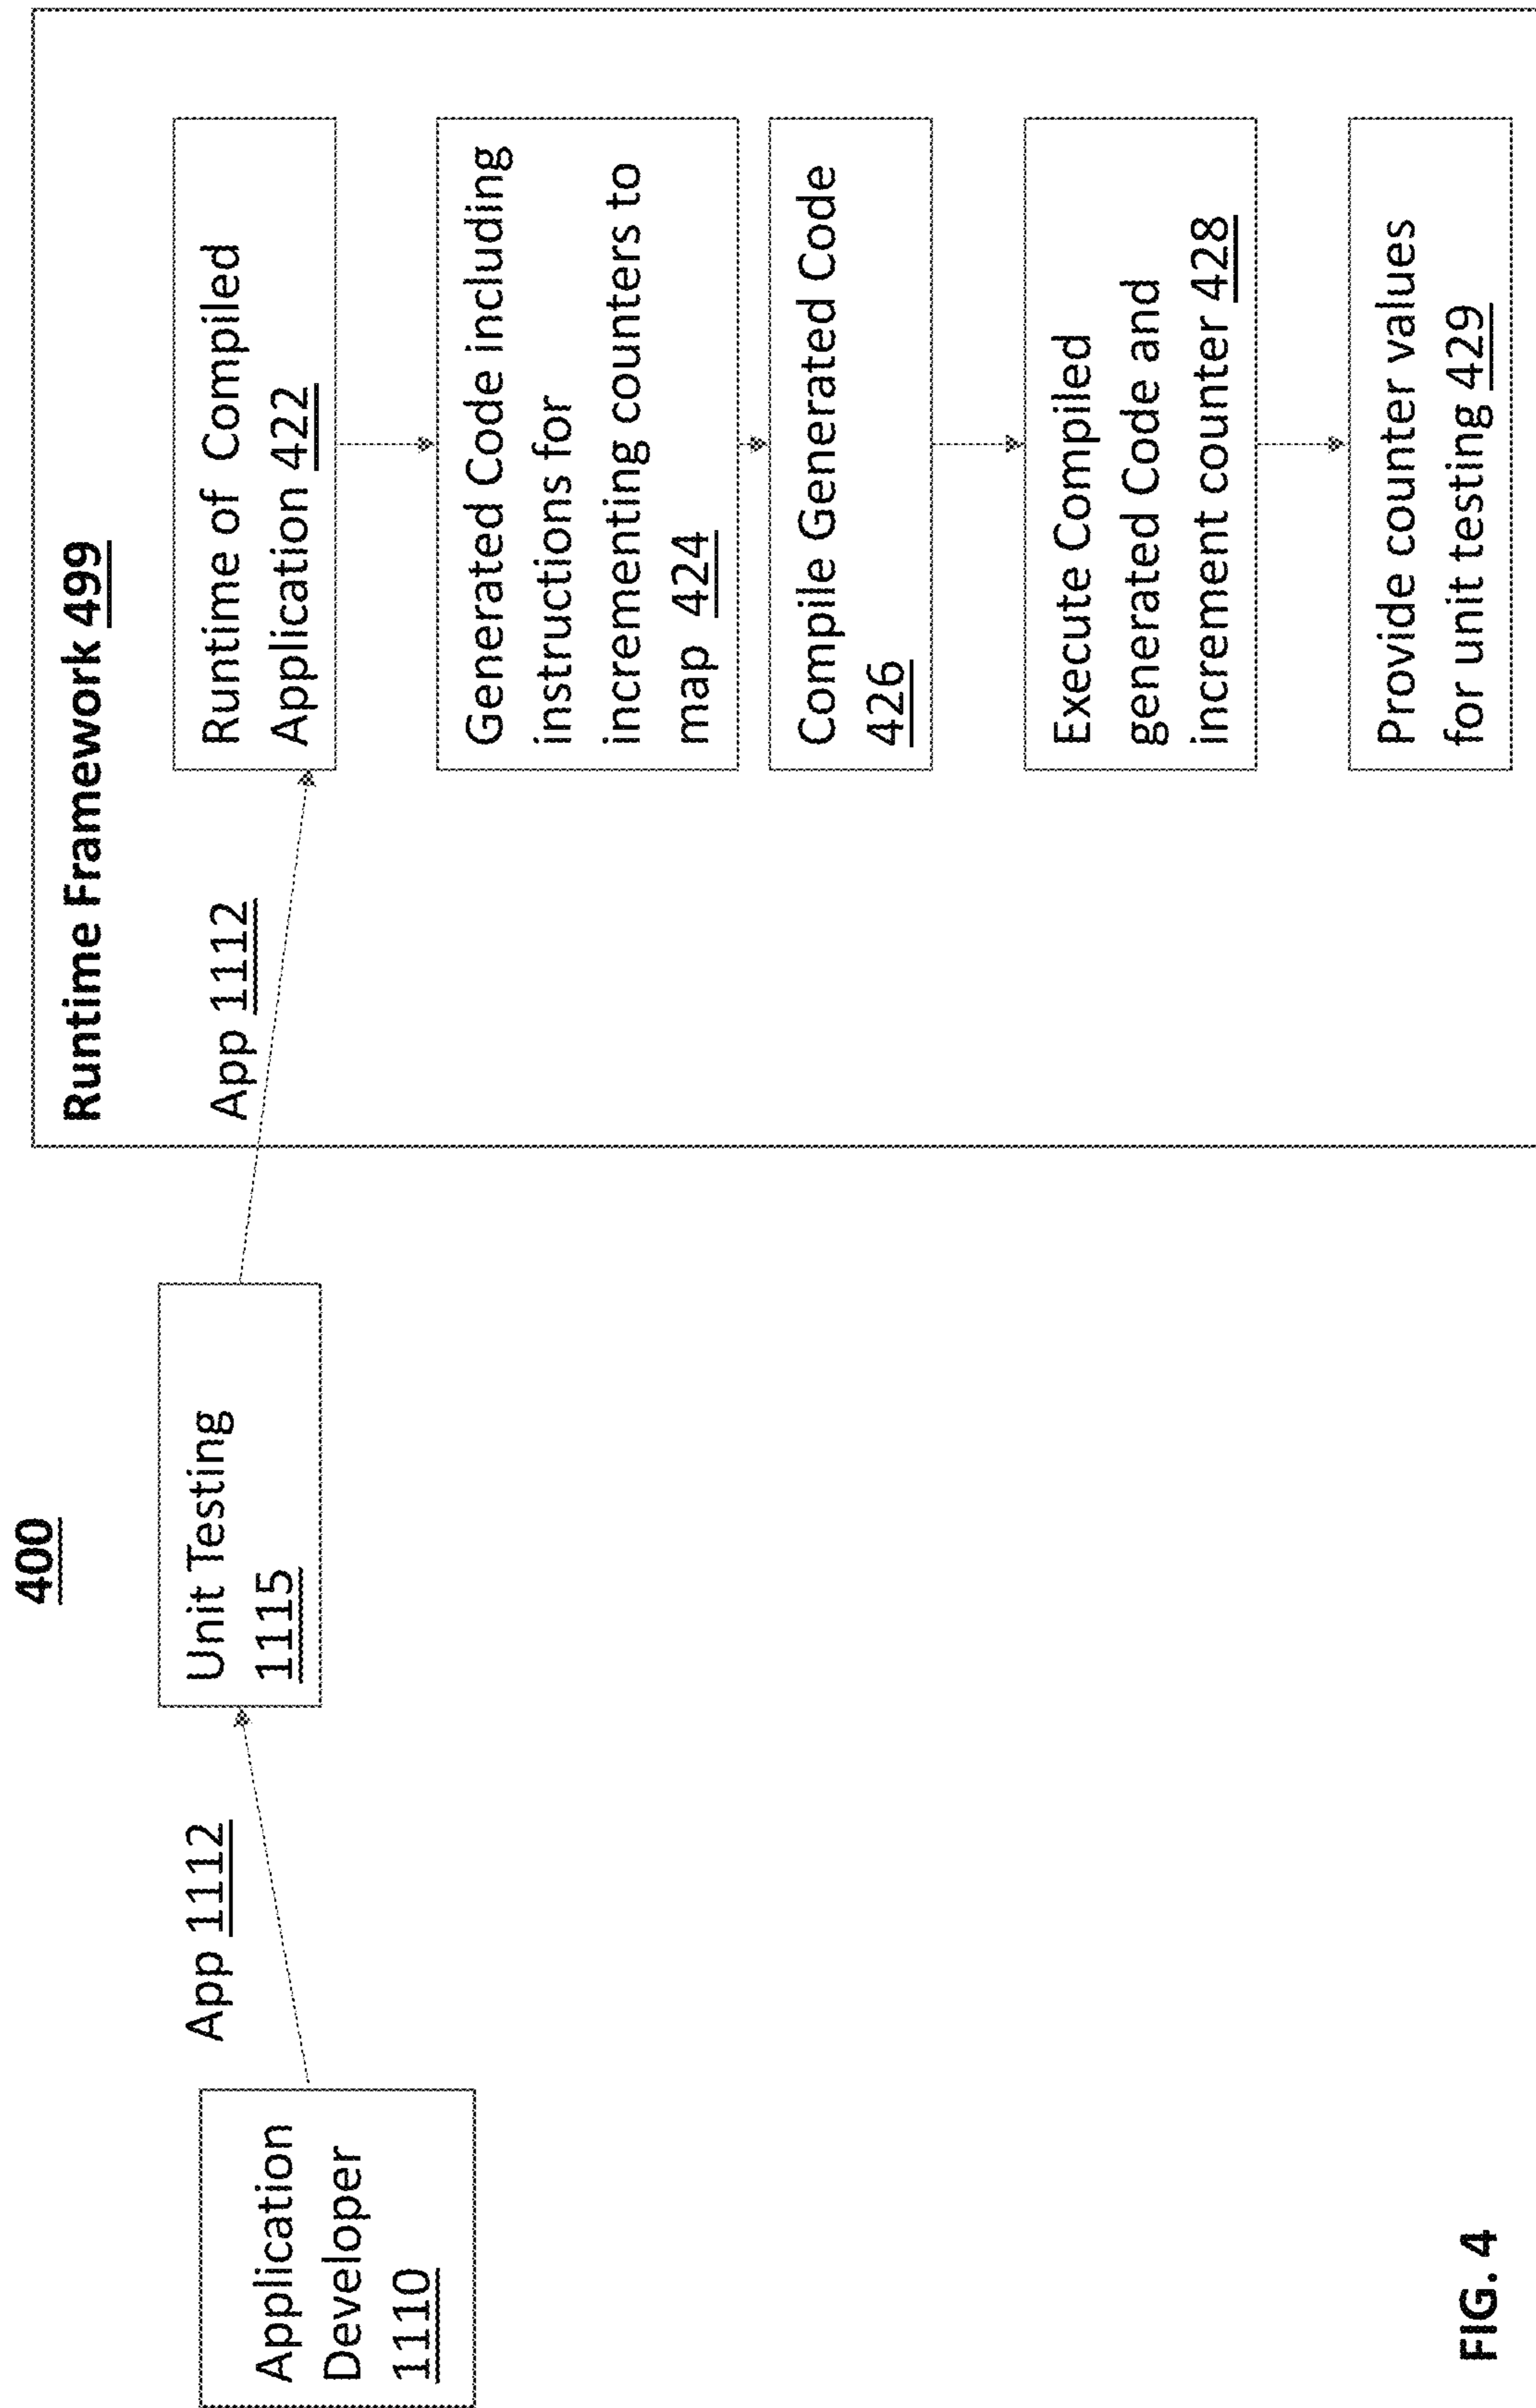 400
Application
Developer
1110
App 1112
Unit Testing
1115
App 1112
Runtime Framework 499
Runtime of Compiled
Application 422
Generated Code including
instructions for
incrementing counters to
map 424
Compile Generated Code
426
Execute Compiled
generated Code and
increment counter 428
Provide counter values
for unit testing 429
FIG. 4